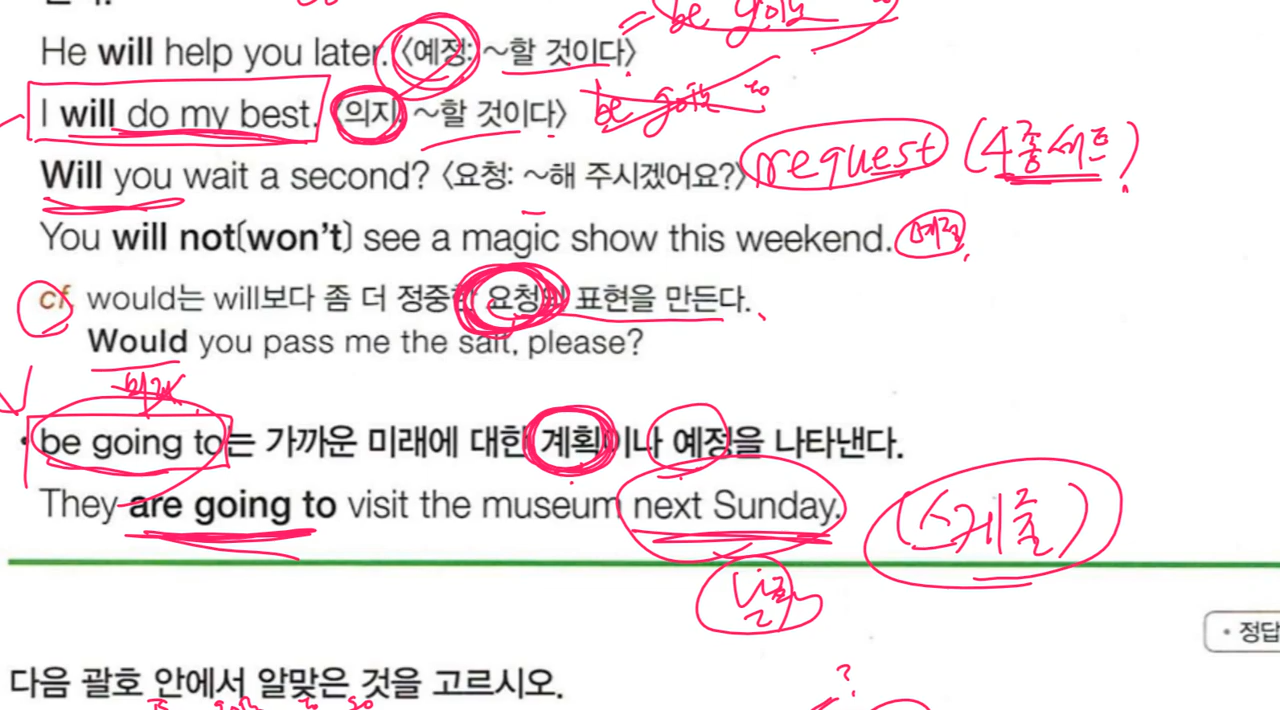 = be going to
He will help you later. 〈예정: ~할 것이다〉
I will do my best. 〈의지: ~할 것이다〉 be going to
Will you wait a second? 〈요청: ~해 주시겠어요?〉 request (4종세트)
You will not(won't) see a magic show this weekend.
cf. would는 will보다 좀 더 정중한 요청의 표현을 만든다.
Would you pass me the salt, please?
• be going to는 가까운 미래에 대한 계획이나 예정을 나타낸다.
They are going to visit the museum next Sunday. (스케줄)
• 정답
다음 괄호 안에서 알맞은 것을 고르시오.
?